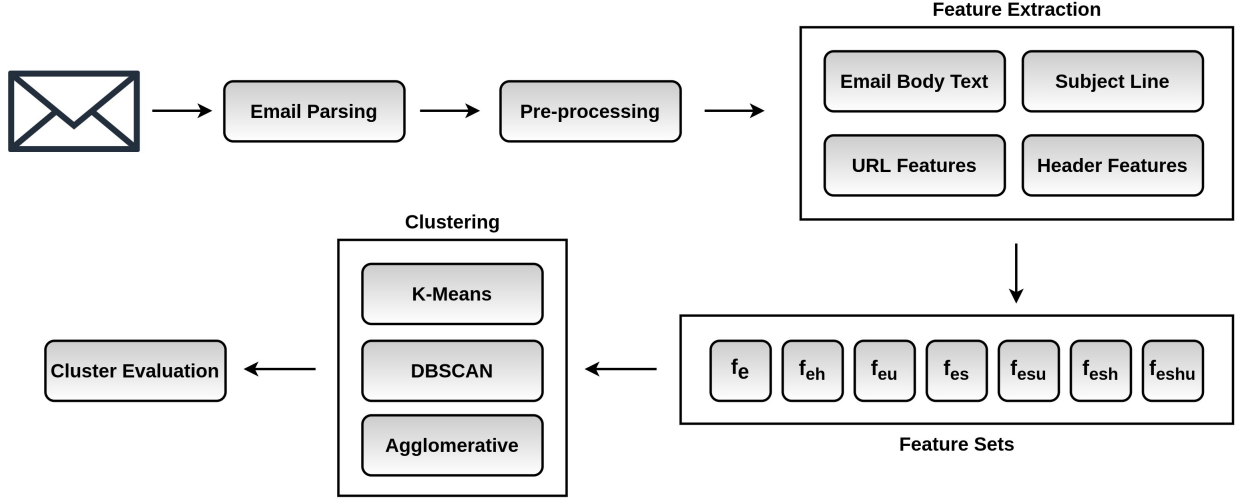 Feature Extraction
Email Parsing
Pre-processing
Email Body Text
Subject Line
URL Features
Header Features
Clustering
K-Means
DBSCAN
Agglomerative
Cluster Evaluation
fe
feh
feu
fes
fesu
fesh
feshu
Feature Sets